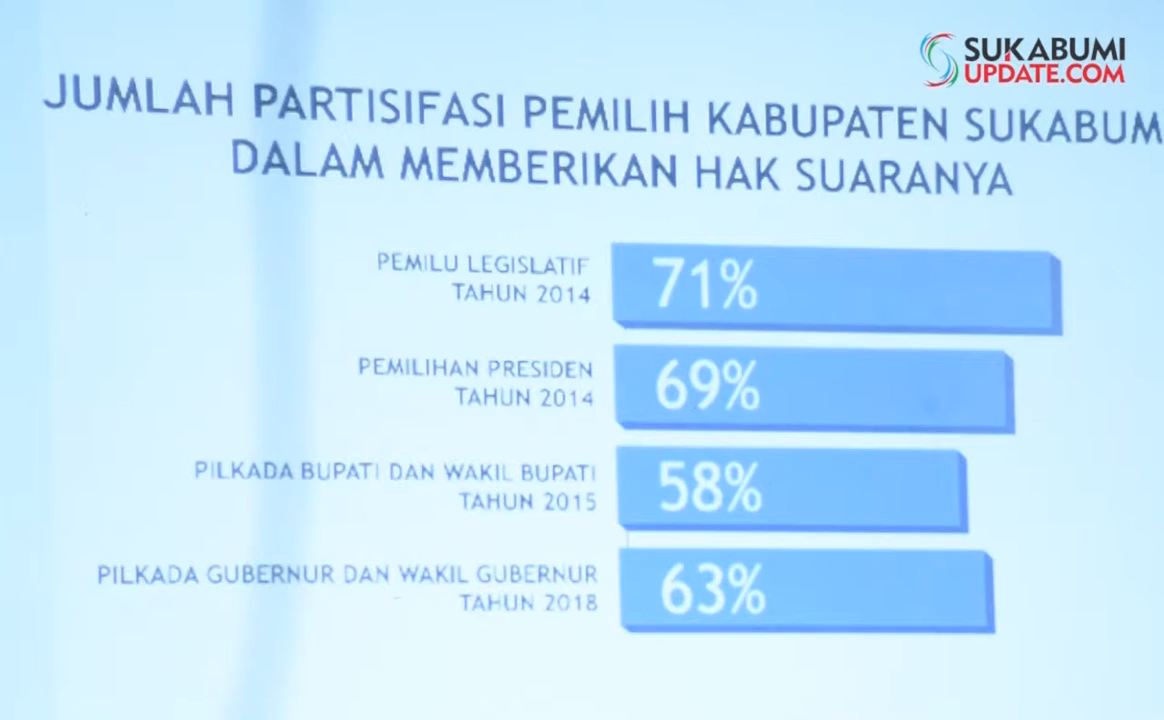 SUKABUMI
UPDATE.COM
JUMLAH PARTISIFASI PEMILIH KABUPATEN SUKABUM
DALAM MEMBERIKAN HAK SUARANYA
PEMILU LEGISLATIF
TAHUN 2014
71%
PEMILIHAN PRESIDEN
TAHUN 2014
69%
PILKADA BUPATI DAN WAKIL BUPATI
TAHUN 2015
58%
PILKADA GUBERNUR DAN WAKIL GUBERNUR
TAHUN 2018
63%